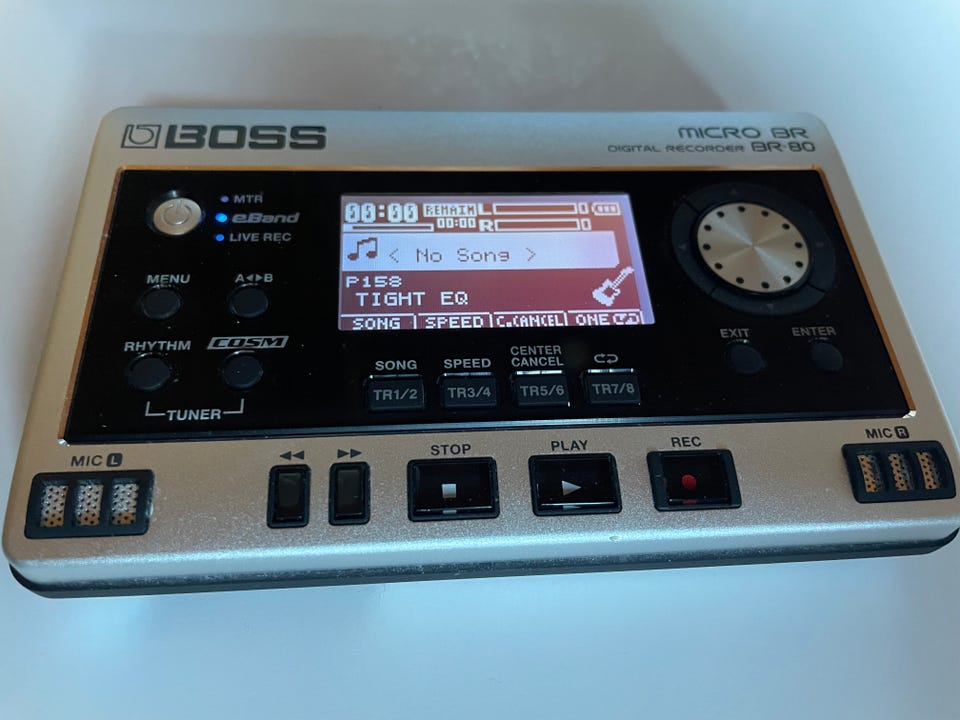 BOSS
MICRO BR
DIGITAL RECORDER BR-80
MTR
eBand
LIVE REC
MENU
A◀▶B
RHYTHM
COSM
TUNER
00:00 REMAIN L 0
00:00 R 0
< No Song >
P158
TIGHT EQ
SONG SPEED C.CANCEL ONE
EXIT
ENTER
SONG
SPEED
CENTER
CANCEL
TR1/2
TR3/4
TR5/6
TR7/8
MIC L
◀◀
▶▶
STOP
PLAY
REC
MIC R